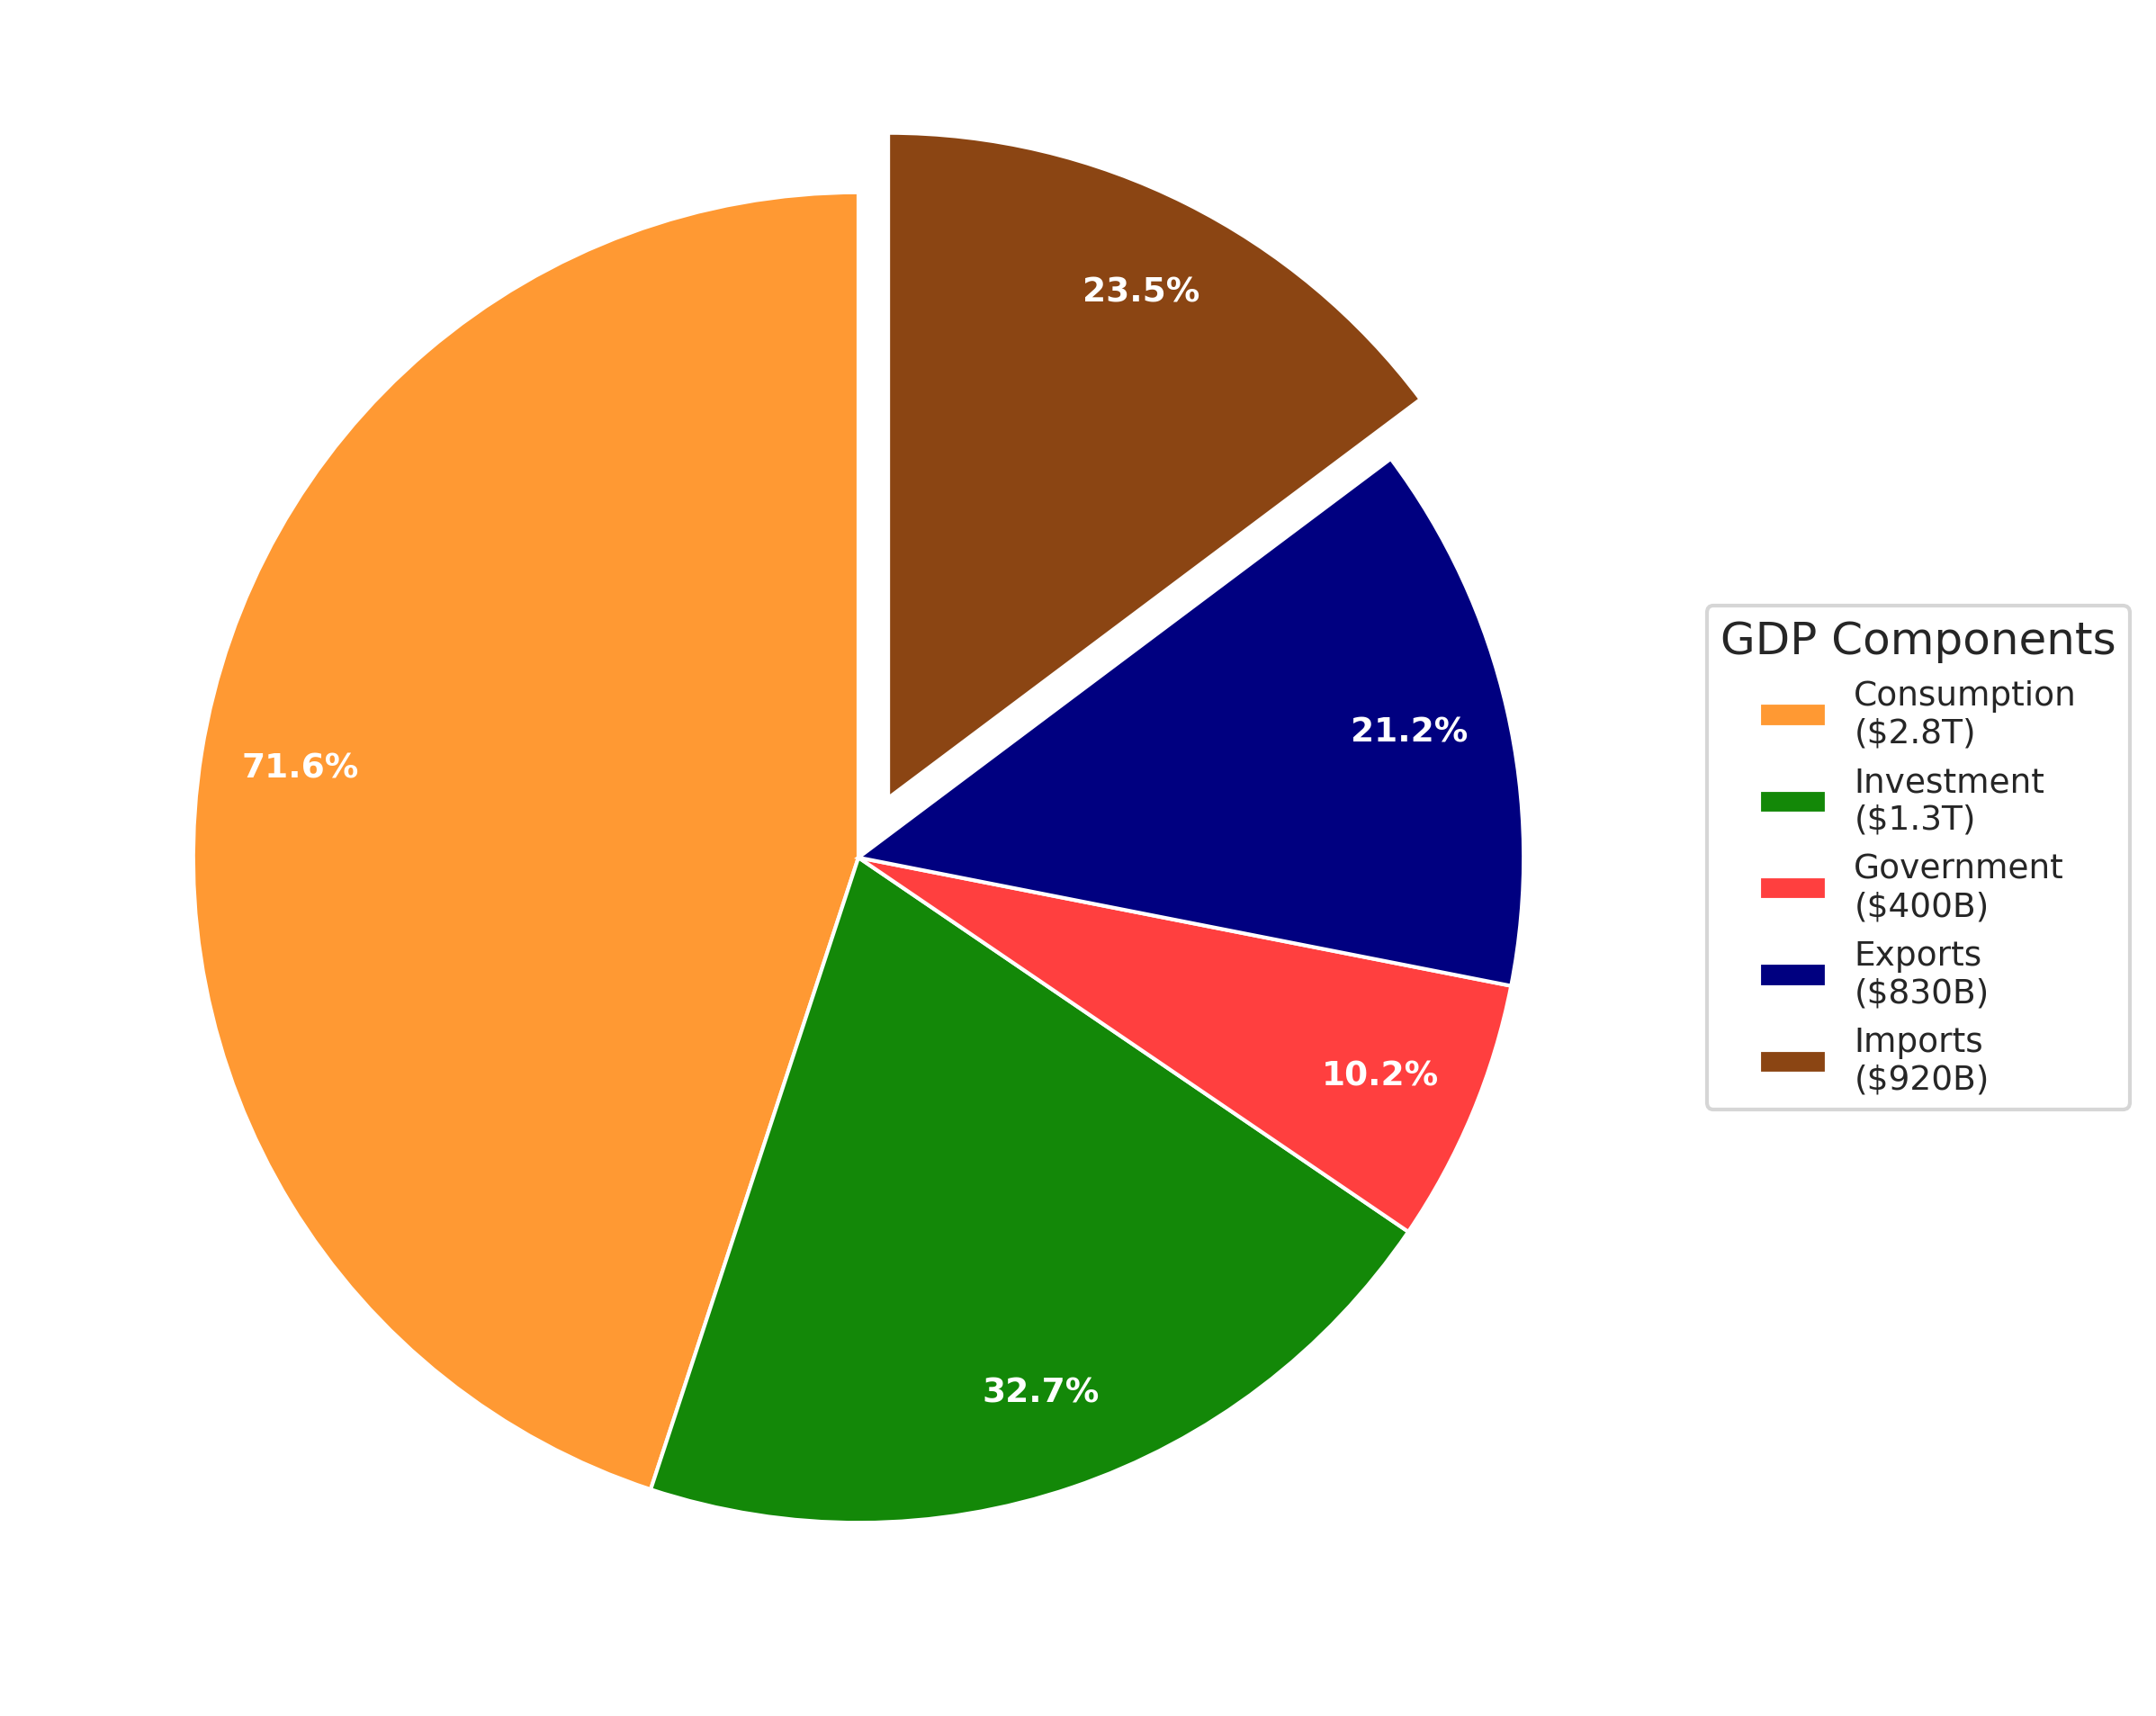 23.5%
21.2%
71.6%
10.2%
32.7%
GDP Components
Consumption
($2.8T)
Investment
($1.3T)
Government
($400B)
Exports
($830B)
Imports
($920B)